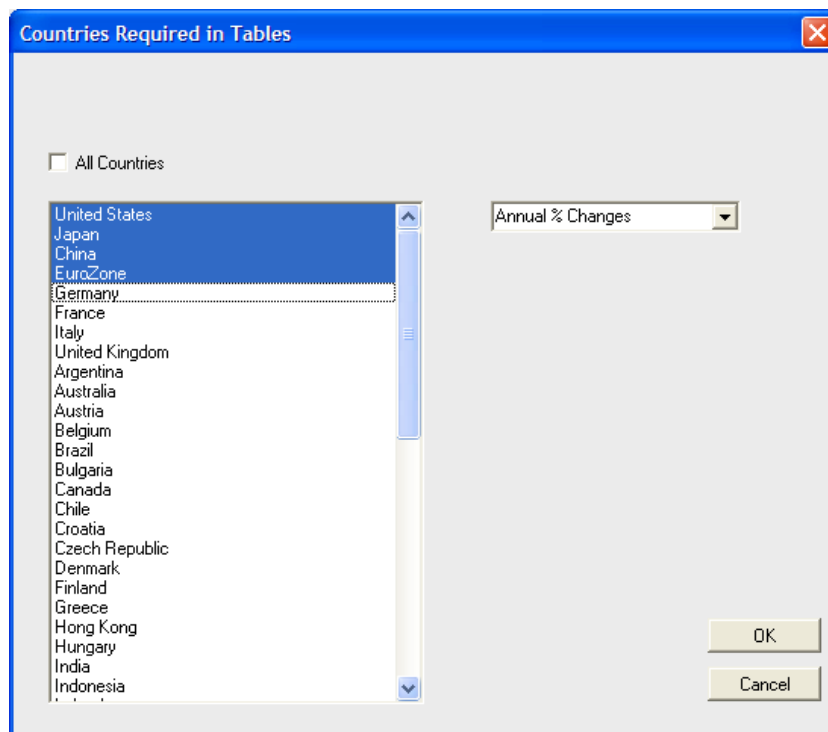 Countries Required in Tables
All Countries
United States
Japan
China
EuroZone
Germany
France
Italy
United Kingdom
Argentina
Australia
Austria
Belgium
Brazil
Bulgaria
Canada
Chile
Croatia
Czech Republic
Denmark
Finland
Greece
Hong Kong
Hungary
India
Indonesia
Annual % Changes
OK
Cancel